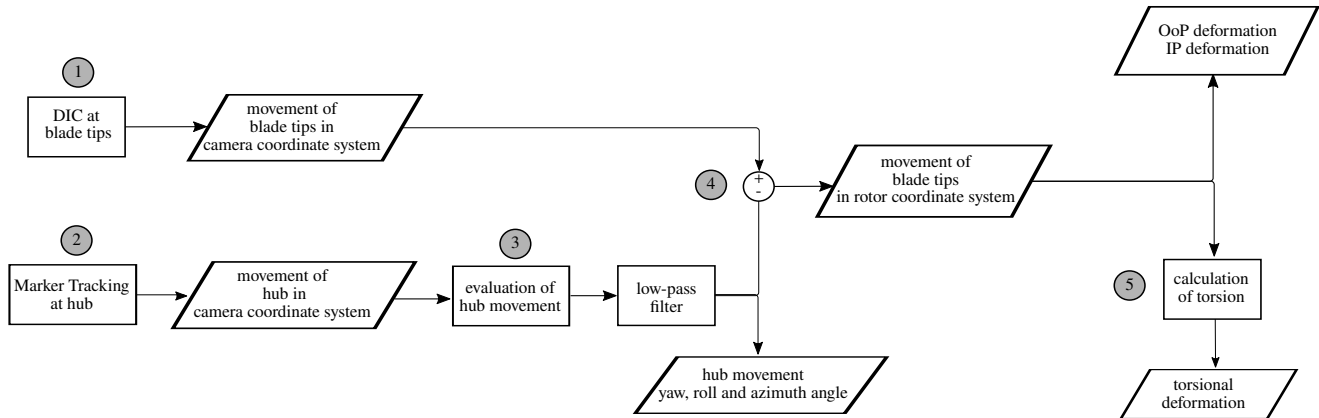 OoP deformation
IP deformation
1
DIC at
blade tips
movement of
blade tips in
camera coordinate system
4
+
-
movement of
blade tips
in rotor coordinate system
2
Marker Tracking
at hub
movement of
hub in
camera coordinate system
3
evaluation of
hub movement
low-pass
filter
hub movement
yaw, roll and azimuth angle
5
calculation
of torsion
torsional
deformation